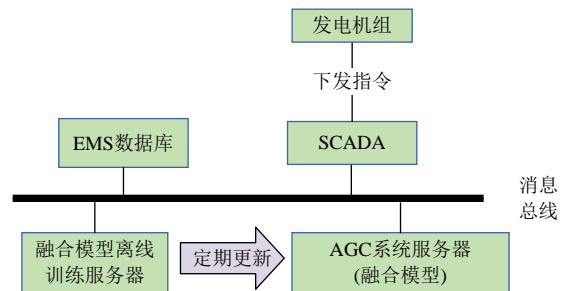 发电机组
下发指令
EMS数据库
SCADA
消息
总线
融合模型离线
训练服务器
定期更新
AGC系统服务器
(融合模型)